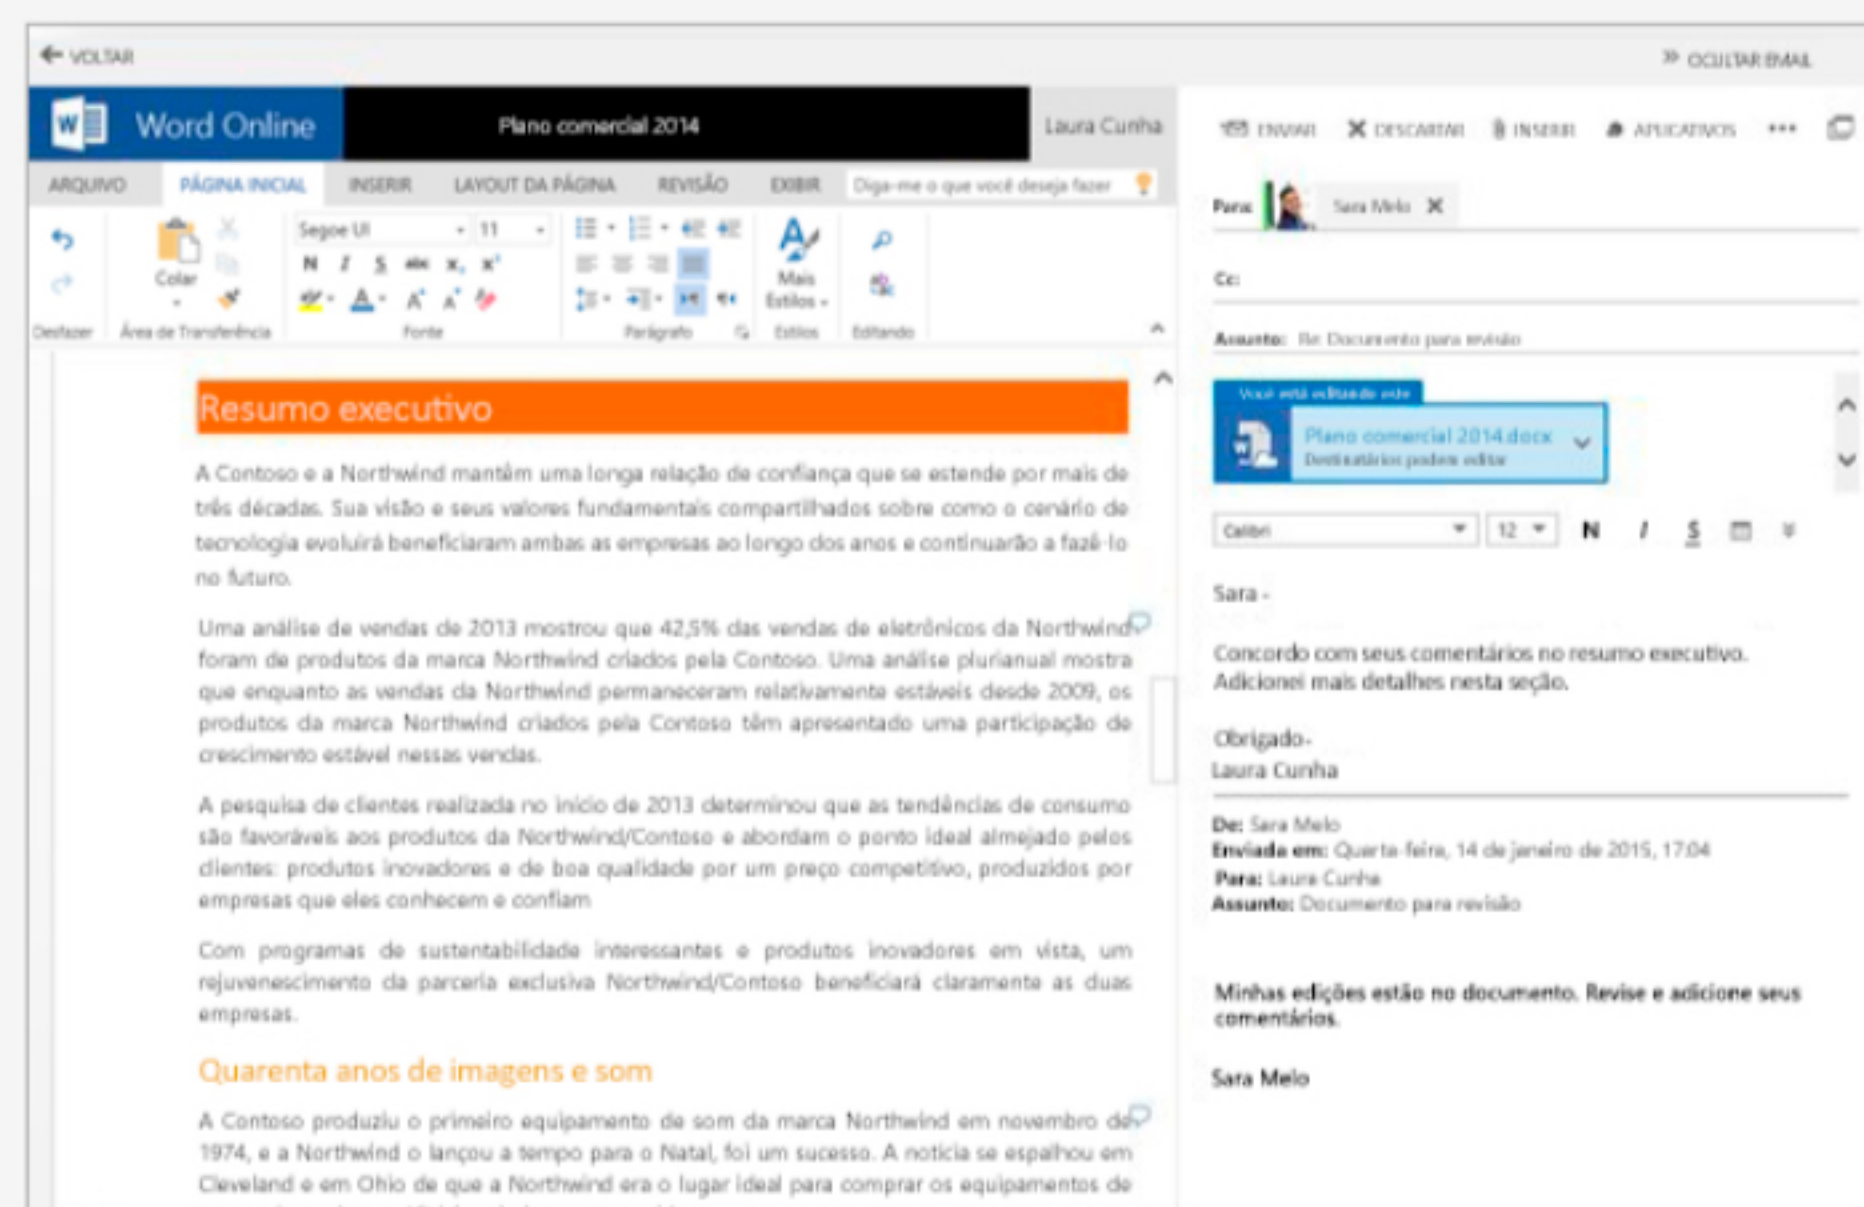 VOLTAR
OCULTAR EMAIL
Word Online
Plano comercial 2014
Laura Cunha
ARQUIVO
PÁGINA INICIAL
INSERIR
LAYOUT DA PÁGINA
REVISÃO
EXIBIR
Diga-me o que você deseja fazer
Colar
Segoe UI
11
N I S abc x, x'
Mais
Estilos
Desfazer
Área de Transferência
Fonte
Parágrafo
Estilos
Editando
Resumo executivo
A Contoso e a Northwind mantêm uma longa relação de confiança que se estende por mais de
três décadas. Sua visão e seus valores fundamentais compartilhados sobre como o cenário de
tecnologia evoluirá beneficiaram ambas as empresas ao longo dos anos e continuarão a fazê-lo
no futuro.
Uma análise de vendas de 2013 mostrou que 42,5% das vendas de eletrônicos da Northwind
foram de produtos da marca Northwind criados pela Contoso. Uma análise plurianual mostra
que enquanto as vendas da Northwind permaneceram relativamente estáveis desde 2009, os
produtos da marca Northwind criados pela Contoso têm apresentado uma participação de
crescimento estável nessas vendas.
A pesquisa de clientes realizada no início de 2013 determinou que as tendências de consumo
são favoráveis aos produtos da Northwind/Contoso e abordam o ponto ideal almejado pelos
clientes: produtos inovadores e de boa qualidade por um preço competitivo, produzidos por
empresas que eles conhecem e confiam
Com programas de sustentabilidade interessantes e produtos inovadores em vista, um
rejuvenescimento da parceria exclusiva Northwind/Contoso beneficiará claramente as duas
empresas.
Quarenta anos de imagens e som
A Contoso produziu o primeiro equipamento de som da marca Northwind em novembro de
1974, e a Northwind o lançou a tempo para o Natal, foi um sucesso. A notícia se espalhou em
Cleveland e em Ohio de que a Northwind era o lugar ideal para comprar os equipamentos de
ENVIAR
DESCARTAR
INSERIR
APLICATIVOS
Para:
Sara Melo
Cc:
Assunto: Re: Documento para revisão
Você está editando este
Plano comercial 2014.docx
Destinatários podem editar
Calibri
12
N I S
Sara -
Concordo com seus comentários no resumo executivo.
Adicionei mais detalhes nesta seção.
Obrigado-
Laura Cunha
De: Sara Melo
Enviada em: Quarta-feira, 14 de janeiro de 2015, 17:04
Para: Laura Cunha
Assunto: Documento para revisão
Minhas edições estão no documento. Revise e adicione seus
comentários.
Sara Melo